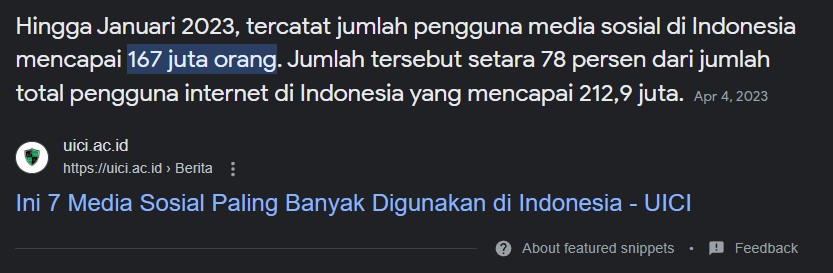 Hingga Januari 2023, tercatat jumlah pengguna media sosial di Indonesia
mencapai 167 juta orang. Jumlah tersebut setara 78 persen dari jumlah
total pengguna internet di Indonesia yang mencapai 212,9 juta. Apr 4, 2023
uici.ac.id
https://uici.ac.id › Berita
Ini 7 Media Sosial Paling Banyak Digunakan di Indonesia - UICI
About featured snippets • Feedback